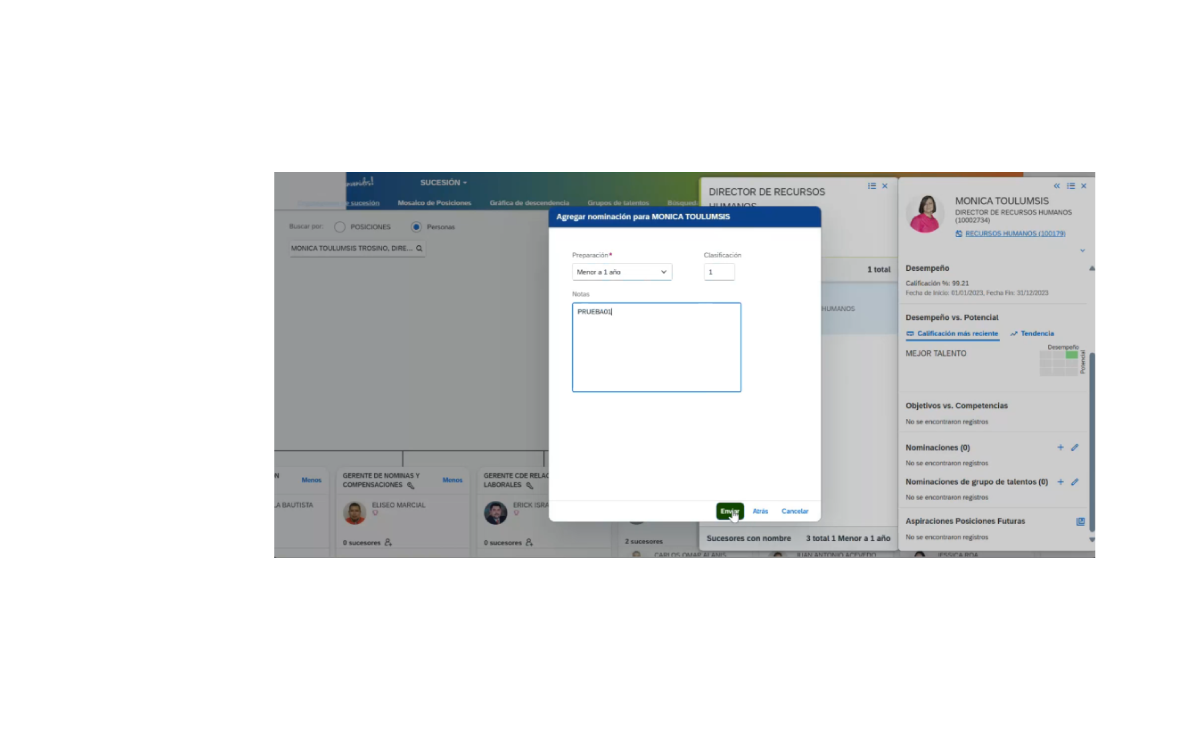 SUCESIÓN
de sucesión
Mosaico de Posiciones
Gráfica de descendencia
Grupos de talentos
Búsqued
Buscar por:
POSICIONES
Personas
MONICA TOULUMSIS TROSINO, DIRE...
DIRECTOR DE RECURSOS
HUMANOS
1 total
HUMANOS
Agregar nominación para MONICA TOULUMSIS
Preparación*
Clasificación
Menor a 1 año
1
Notas
PRUEBA01
Enviar
Atrás
Cancelar
MONICA TOULUMSIS
DIRECTOR DE RECURSOS HUMANOS
(10002734)
RECURSOS HUMANOS (100179)
Desempeño
Calificación %: 99.21
Fecha de Inicio: 01/01/2023, Fecha Fin: 31/12/2023
Desempeño vs. Potencial
Calificación más reciente
Tendencia
MEJOR TALENTO
Desempeño
Potencial
Objetivos vs. Competencias
No se encontraron registros
Nominaciones (0)
No se encontraron registros
Nominaciones de grupo de talentos (0)
No se encontraron registros
Aspiraciones Posiciones Futuras
No se encontraron registros
N
Menos
A BAUTISTA
GERENTE DE NOMINAS Y
COMPENSACIONES
Menos
ELISEO MARCIAL
0 sucesores
GERENTE CDE RELAC
LABORALES
ERICK ISRA
0 sucesores
2 sucesores
CARLOS OMAR ALANIS
Sucesores con nombre
3 total 1 Menor a 1 año
JUAN ANTONIO ACEVEDO
JESSICA ROA